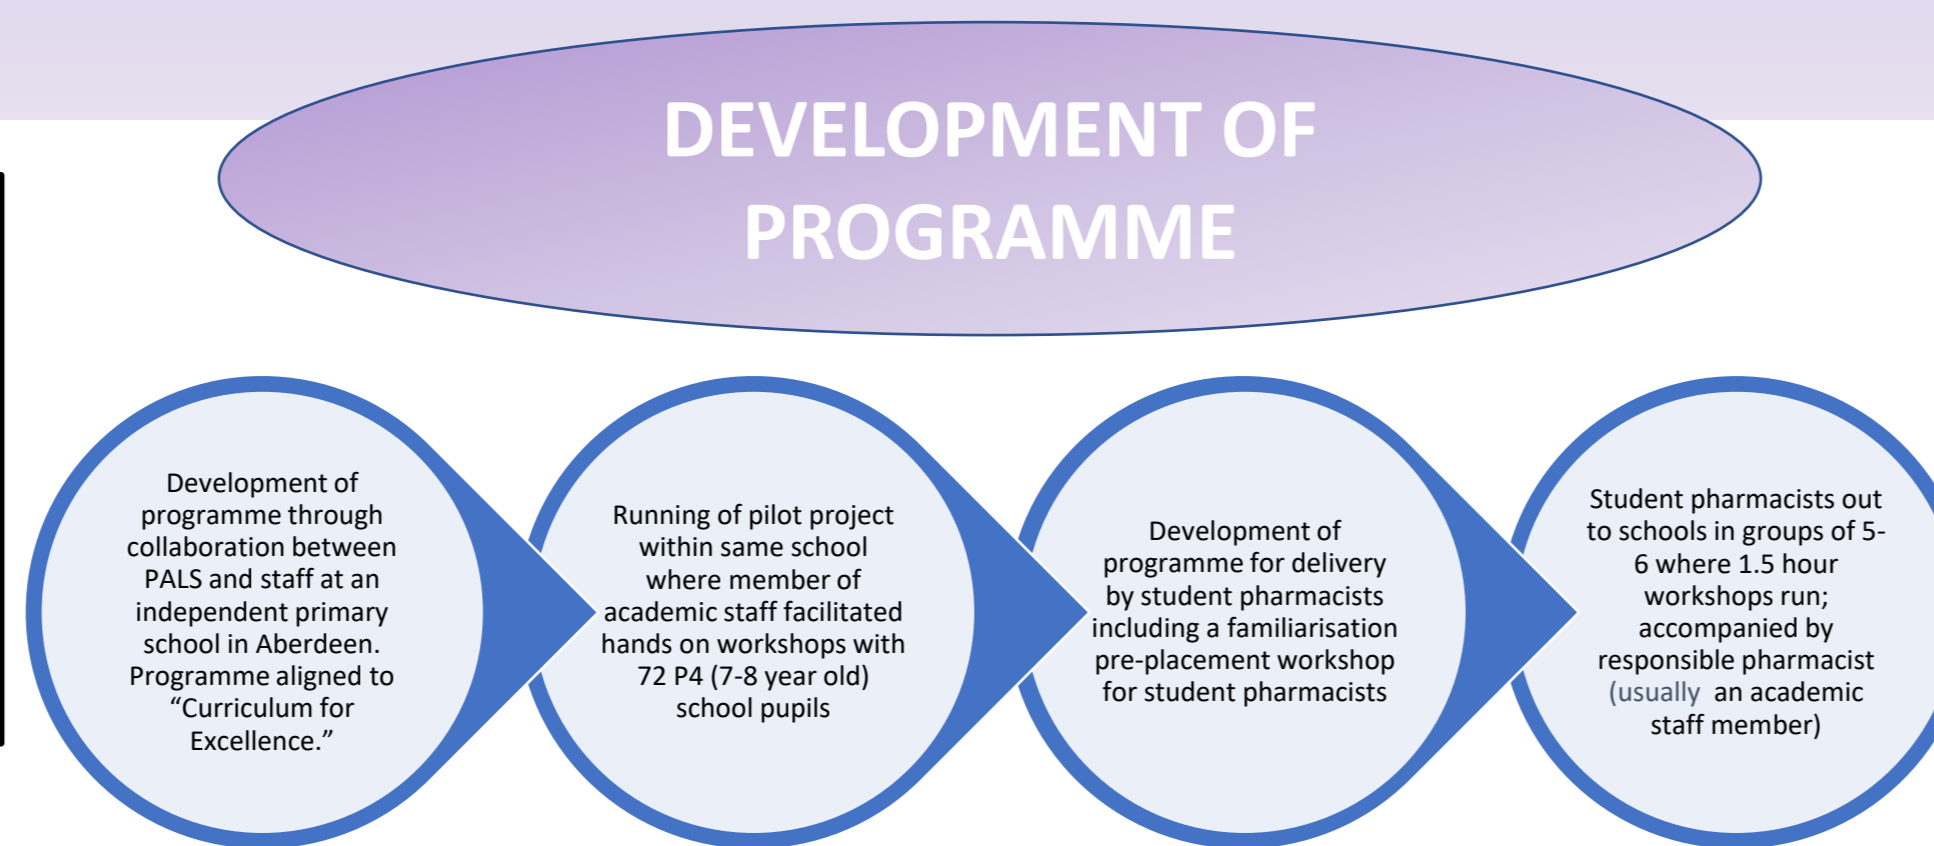 DEVELOPMENT OF
PROGRAMME
Development of
programme through
collaboration between
PALS and staff at an
independent primary
school in Aberdeen.
Programme aligned to
“Curriculum for
Excellence.”
Running of pilot project
within same school
where member of
academic staff facilitated
hands on workshops with
72 P4 (7-8 year old)
school pupils
Development of
programme for delivery
by student pharmacists
including a familiarisation
pre-placement workshop
for student pharmacists
Student pharmacists out
to schools in groups of 5-
6 where 1.5 hour
workshops run;
accompanied by
responsible pharmacist
(usually  an academic
staff member)